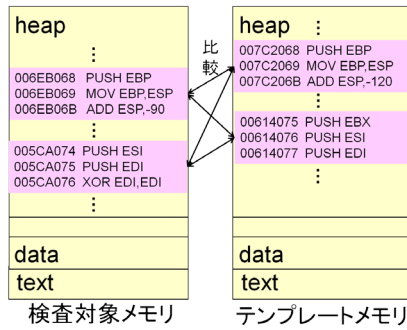 heap
⋮
006EB068 PUSH EBP
006EB069 MOV EBP,ESP
006EB06B ADD ESP,-90
⋮
005CA074 PUSH ESI
005CA075 PUSH EDI
005CA076 XOR EDI,EDI
⋮
data
text
検査対象メモリ
比較
heap
⋮
007C2068 PUSH EBP
007C2069 MOV EBP,ESP
007C206B ADD ESP,-120
⋮
00614075 PUSH EBX
00614076 PUSH ESI
00614077 PUSH EDI
⋮
data
text
テンプレートメモリ